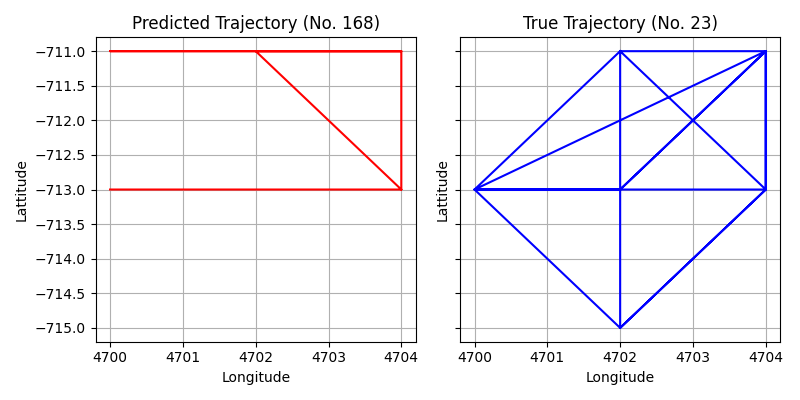 Predicted Trajectory (No. 168)
True Trajectory (No. 23)
−711.0
−711.5
−712.0
−712.5
−713.0
−713.5
−714.0
−714.5
−715.0
Lattitude
Lattitude
4700 4701 4702 4703 4704
4700 4701 4702 4703 4704
Longitude
Longitude